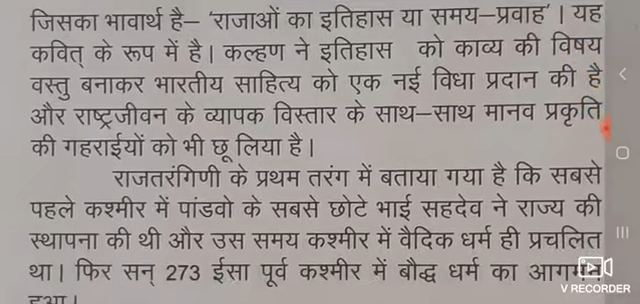 जिसका भावार्थ है– 'राजाओं का इतिहास या समय–प्रवाह'। यह
कवित् के रूप में है। कल्हण ने इतिहास को काव्य की विषय
वस्तु बनाकर भारतीय साहित्य को एक नई विधा प्रदान की है
और राष्ट्रजीवन के व्यापक विस्तार के साथ–साथ मानव प्रकृति
की गहराईयों को भी छू लिया है।
राजतरंगिणी के प्रथम तरंग में बताया गया है कि सबसे
पहले कश्मीर में पांडवो के सबसे छोटे भाई सहदेव ने राज्य की
स्थापना की थी और उस समय कश्मीर में वैदिक धर्म ही प्रचलित
था। फिर सन् 273 ईसा पूर्व कश्मीर में बौद्ध धर्म का आगमन
V RECORDER